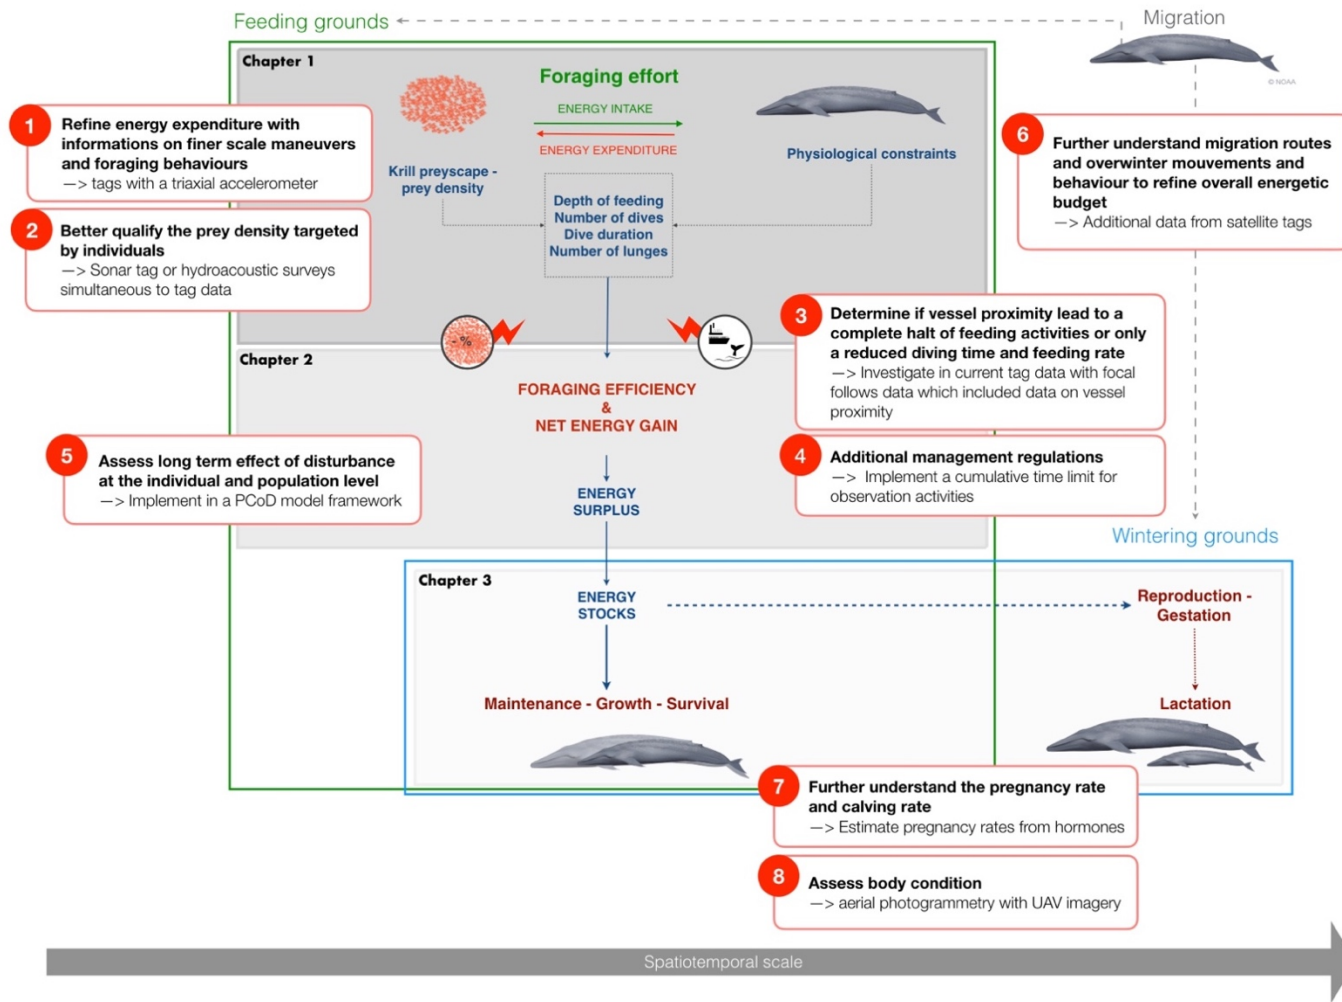 Feeding grounds
Migration
© NOAA
Chapter 1
Foraging effort
ENERGY INTAKE
ENERGY EXPENDITURE
Krill preyscape -
prey density
Physiological constraints
Depth of feeding
Number of dives
Dive duration
Number of lunges
1
Refine energy expenditure with
informations on finer scale maneuvers
and foraging behaviours
—> tags with a triaxial accelerometer
2
Better qualify the prey density targeted
by individuals
—> Sonar tag or hydroacoustic surveys
simultaneous to tag data
6
Further understand migration routes
and overwinter mouvements and
behaviour to refine overall energetic
budget
—> Additional data from satellite tags
- %
3
Determine if vessel proximity lead to a
complete halt of feeding activities or only
a reduced diving time and feeding rate
—> Investigate in current tag data with focal
follows data which included data on vessel
proximity
Chapter 2
FORAGING EFFICIENCY
&
NET ENERGY GAIN
4
Additional management regulations
—> Implement a cumulative time limit for
observation activities
5
Assess long term effect of disturbance
at the individual and population level
—> Implement in a PCoD model framework
ENERGY
SURPLUS
Wintering grounds
Chapter 3
ENERGY
STOCKS
Reproduction -
Gestation
Maintenance - Growth - Survival
Lactation
7
Further understand the pregnancy rate
and calving rate
—> Estimate pregnancy rates from hormones
8
Assess body condition
—> aerial photogrammetry with UAV imagery
Spatiotemporal scale